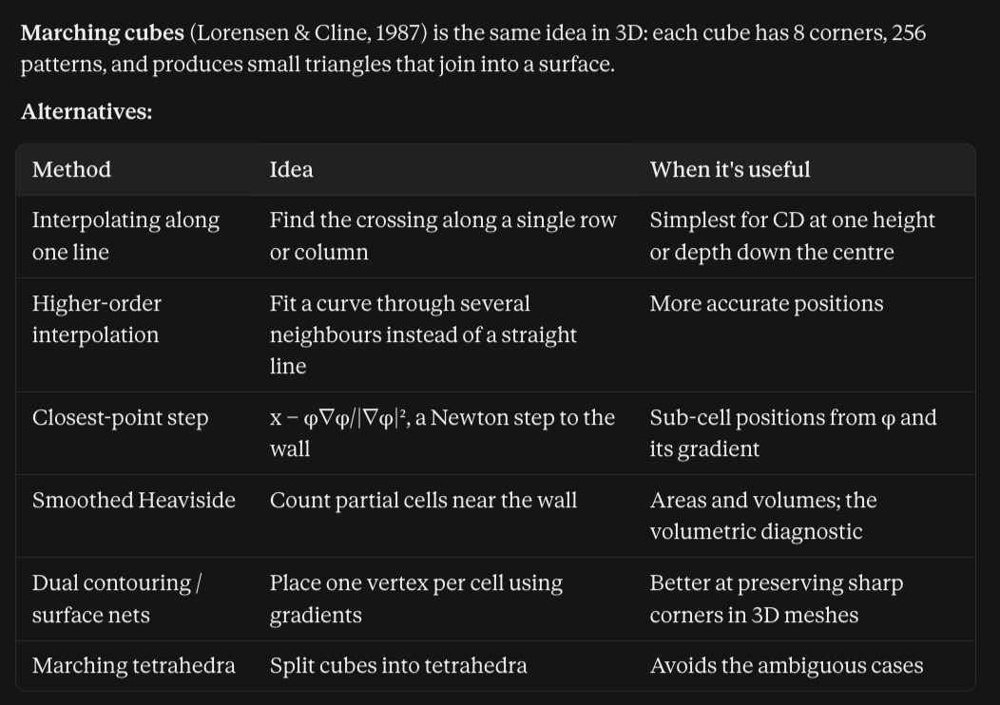 Marching cubes (Lorensen & Cline, 1987) is the same idea in 3D: each cube has 8 corners, 256
patterns, and produces small triangles that join into a surface.
Alternatives:
Method Idea When it's useful
Interpolating along one line
Find the crossing along a single row or column
Simplest for CD at one height or depth down the centre
Higher-order interpolation
Fit a curve through several neighbours instead of a straight line
More accurate positions
Closest-point step
x − φ∇φ/|∇φ|², a Newton step to the wall
Sub-cell positions from φ and its gradient
Smoothed Heaviside
Count partial cells near the wall
Areas and volumes; the volumetric diagnostic
Dual contouring / surface nets
Place one vertex per cell using gradients
Better at preserving sharp corners in 3D meshes
Marching tetrahedra
Split cubes into tetrahedra
Avoids the ambiguous cases